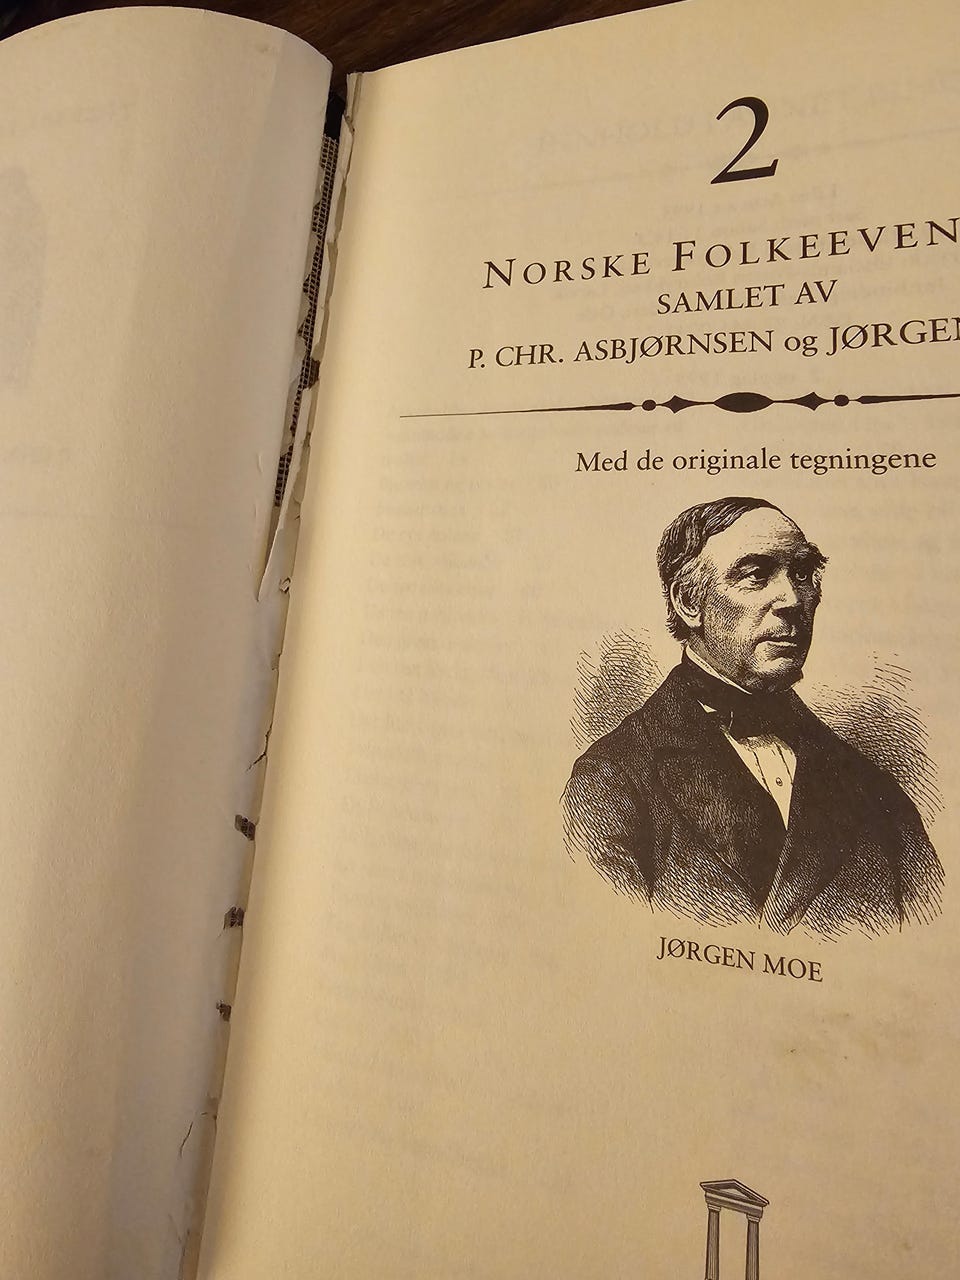 2
NORSKE FOLKEEVEN
SAMLET AV
P. CHR. ASBJØRNSEN og JØRGEN
Med de originale tegningene
JØRGEN MOE